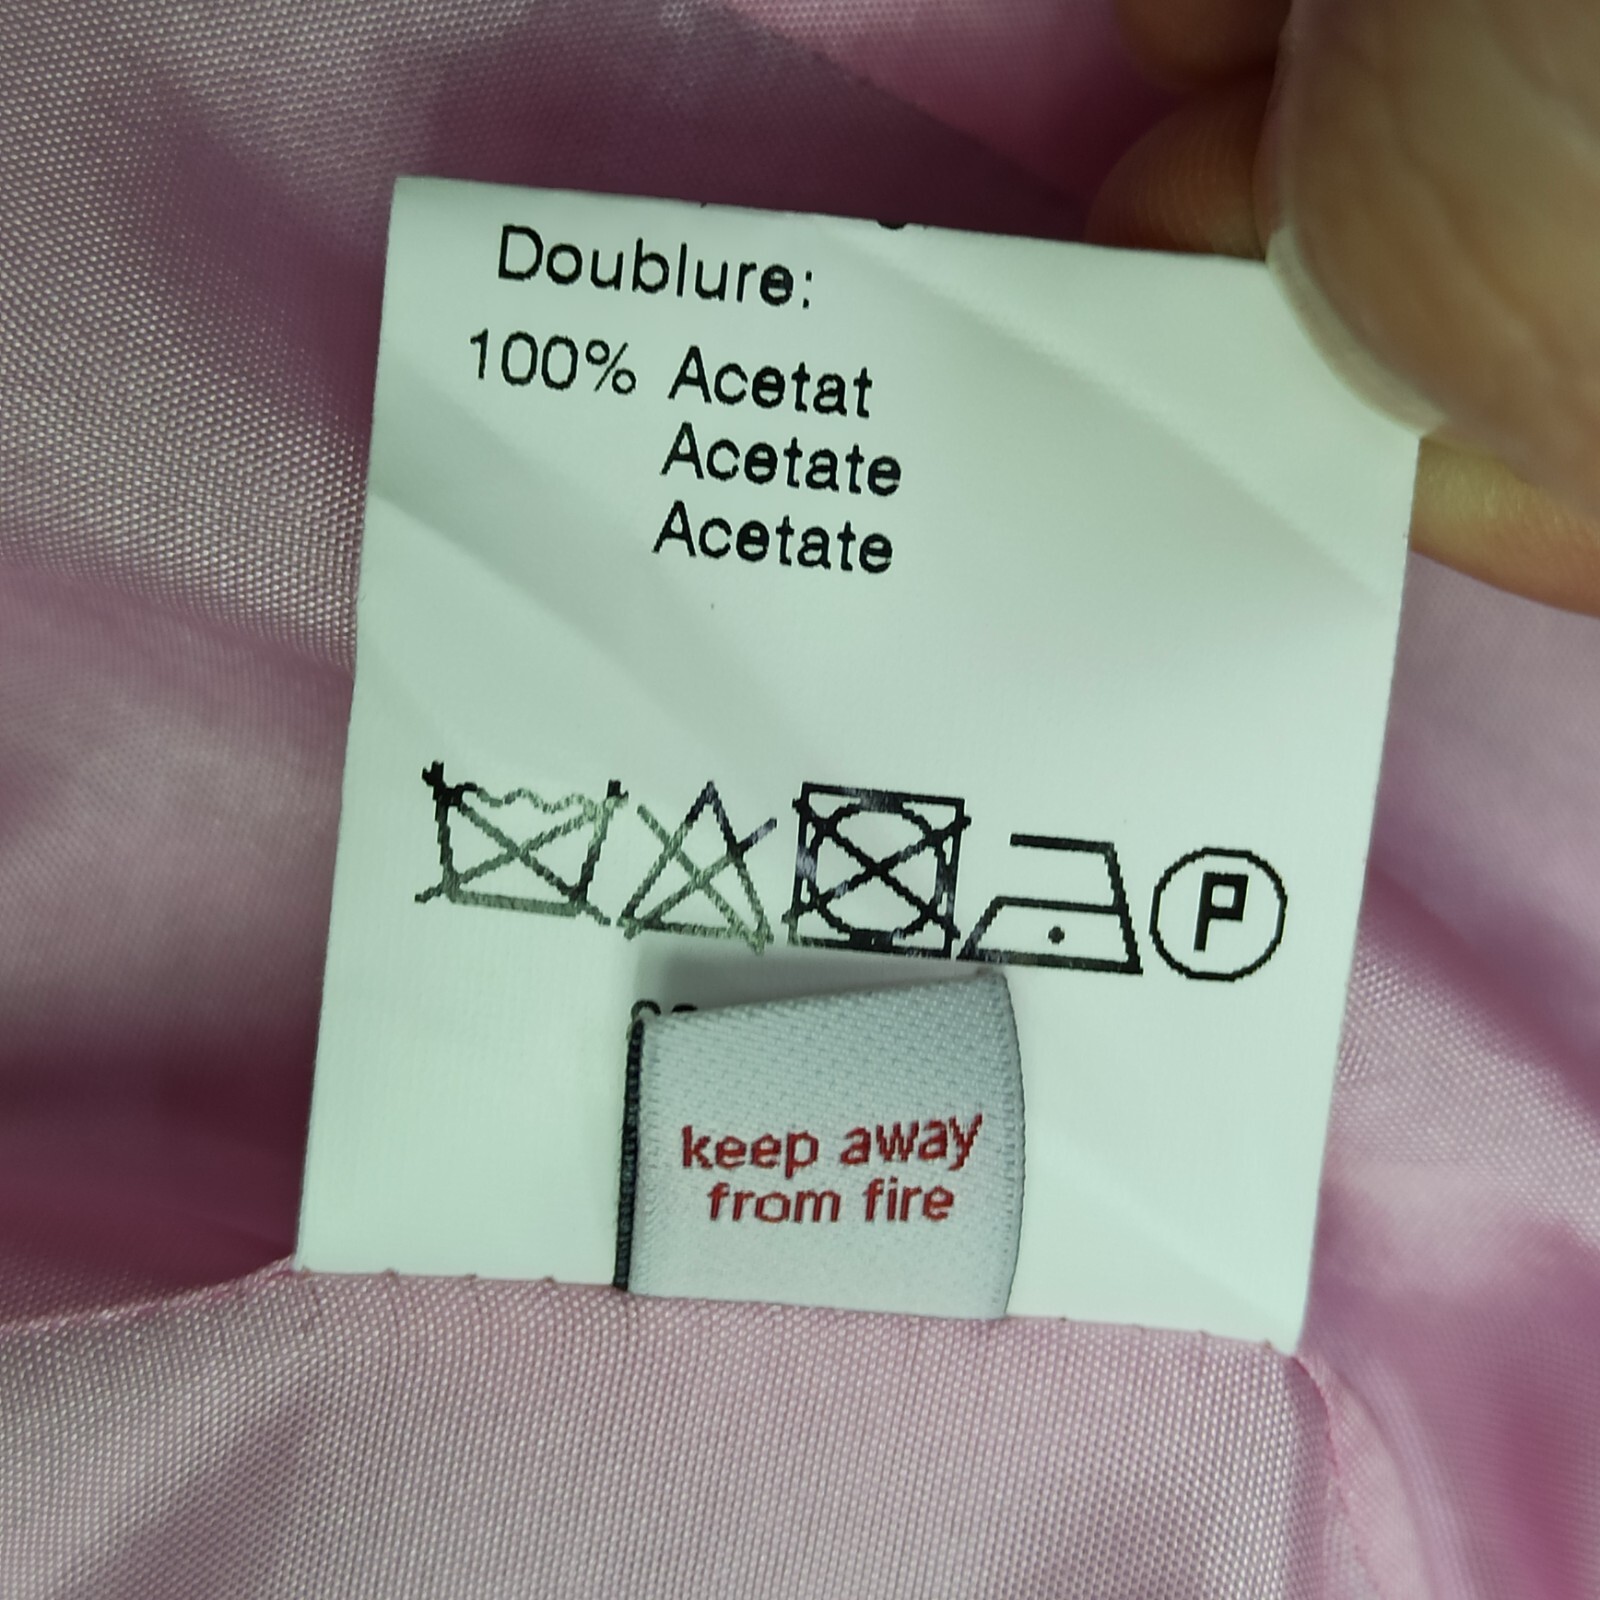 Doublure:
100% Acetat
Acetate
Acetate
P
keep away
from fire